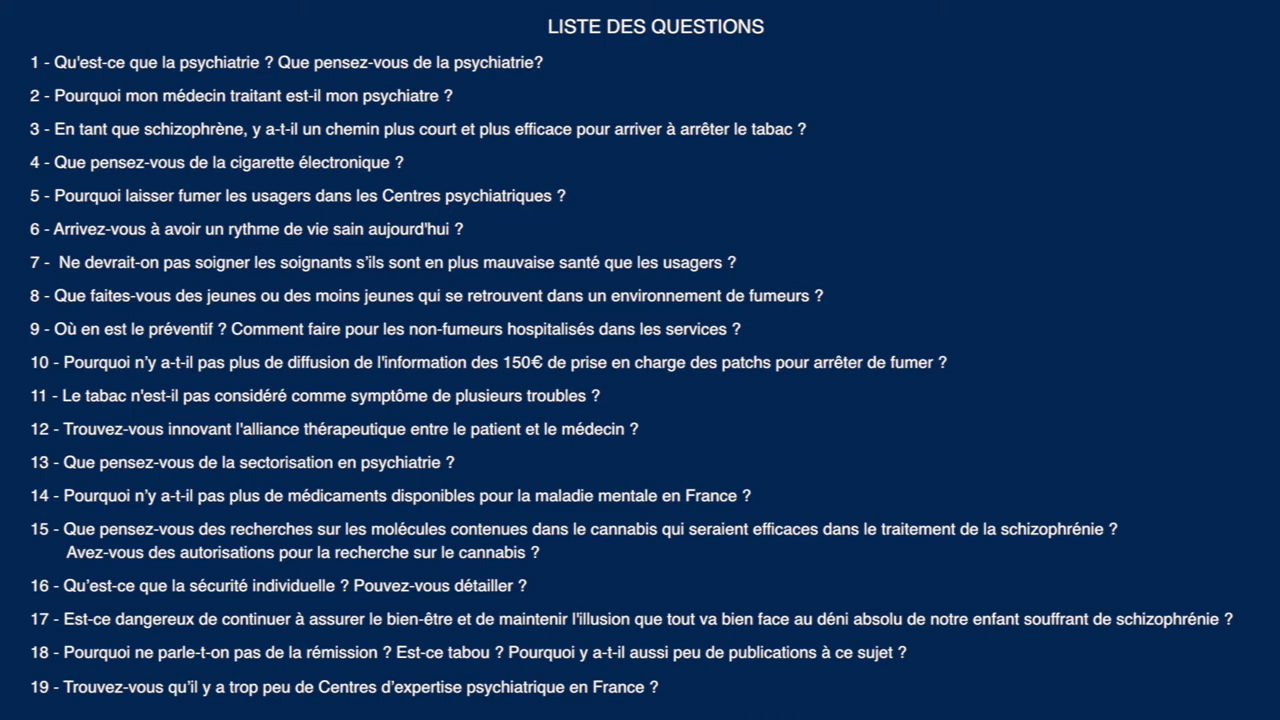 LISTE DES QUESTIONS
1 - Qu'est-ce que la psychiatrie ? Que pensez-vous de la psychiatrie?
2 - Pourquoi mon médecin traitant est-il mon psychiatre ?
3 - En tant que schizophrène, y a-t-il un chemin plus court et plus efficace pour arriver à arrêter le tabac ?
4 - Que pensez-vous de la cigarette électronique ?
5 - Pourquoi laisser fumer les usagers dans les Centres psychiatriques ?
6 - Arrivez-vous à avoir un rythme de vie sain aujourd'hui ?
7 -  Ne devrait-on pas soigner les soignants s’ils sont en plus mauvaise santé que les usagers ?
8 - Que faites-vous des jeunes ou des moins jeunes qui se retrouvent dans un environnement de fumeurs ?
9 - Où en est le préventif ? Comment faire pour les non-fumeurs hospitalisés dans les services ?
10 - Pourquoi n’y a-t-il pas plus de diffusion de l'information des 150€ de prise en charge des patchs pour arrêter de fumer ?
11 - Le tabac n'est-il pas considéré comme symptôme de plusieurs troubles ?
12 - Trouvez-vous innovant l'alliance thérapeutique entre le patient et le médecin ?
13 - Que pensez-vous de la sectorisation en psychiatrie ?
14 - Pourquoi n’y a-t-il pas plus de médicaments disponibles pour la maladie mentale en France ?
15 - Que pensez-vous des recherches sur les molécules contenues dans le cannabis qui seraient efficaces dans le traitement de la schizophrénie ?
Avez-vous des autorisations pour la recherche sur le cannabis ?
16 - Qu’est-ce que la sécurité individuelle ? Pouvez-vous détailler ?
17 - Est-ce dangereux de continuer à assurer le bien-être et de maintenir l'illusion que tout va bien face au déni absolu de notre enfant souffrant de schizophrénie ?
18 - Pourquoi ne parle-t-on pas de la rémission ? Est-ce tabou ? Pourquoi y a-t-il aussi peu de publications à ce sujet ?
19 - Trouvez-vous qu’il y a trop peu de Centres d’expertise psychiatrique en France ?